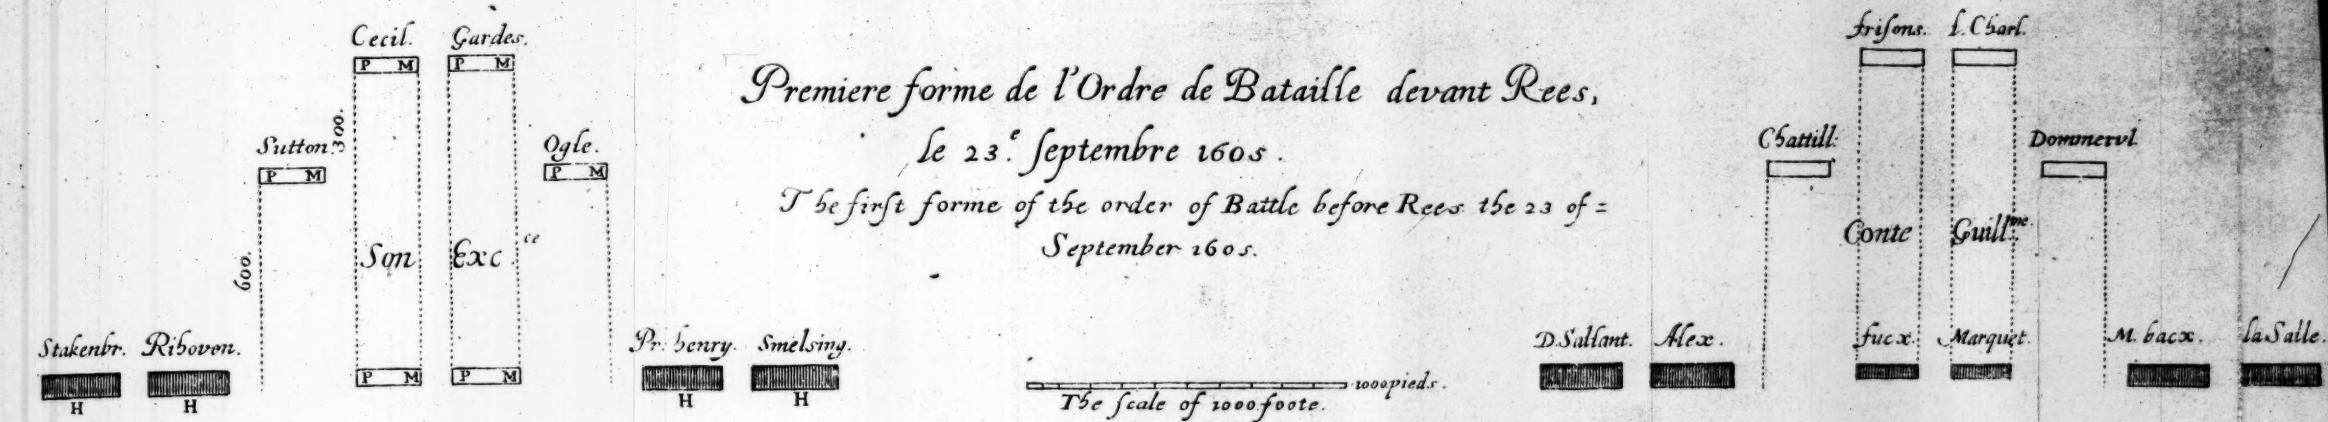 Cecil. Gardes.
P M P M
300.
Sutton. Ogle.
P M P M
Son Exc.ce
600.
Stakenbr. Rihoven. Pr. henry. Smelsing.
P M P M
H H H H
Premiere forme de l'Ordre de Bataille devant Rees,
le 23.e septembre 1605.
The first forme of the order of Battle before Rees the 23 of =
September 1605.
1000 pieds.
The scale of 1000 foote.
frisons. l. Charl.
Chattill: Dommervl.
Conte Guill:me
D. Sallant. Alex. fucx. Marquet. M. bacx. la Salle.